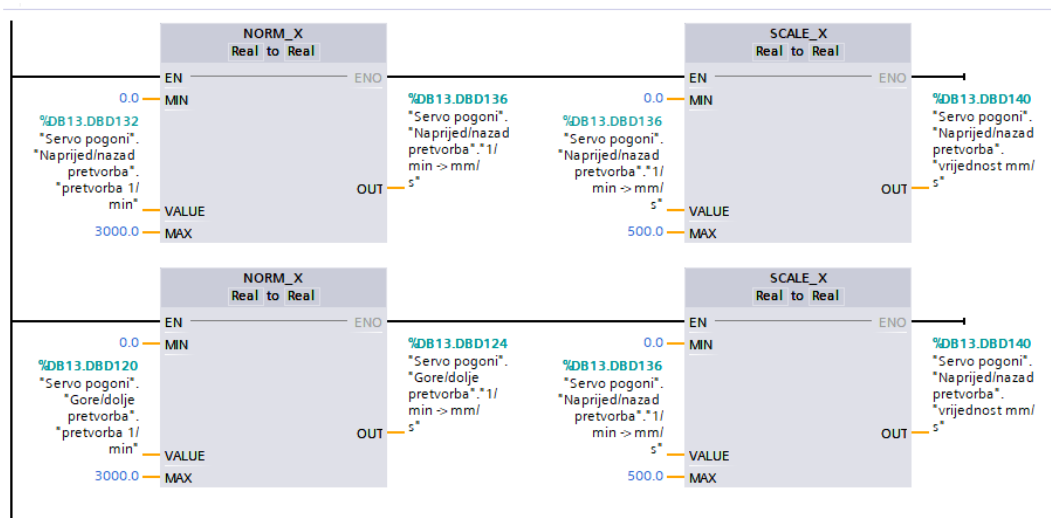 NORM_X
Real to Real
EN
ENO
0.0
MIN
%DB13.DBD132
"Servo pogoni".
"Naprijed/nazad
pretvorba".
"pretvorba 1/
min"
VALUE
3000.0
MAX
OUT
%DB13.DBD136
"Servo pogoni".
"Naprijed/nazad
pretvorba"."1/
min -> mm/
s"
SCALE_X
Real to Real
EN
ENO
0.0
MIN
%DB13.DBD136
"Servo pogoni".
"Naprijed/nazad
pretvorba"."1/
min -> mm/
s"
VALUE
500.0
MAX
OUT
%DB13.DBD140
"Servo pogoni".
"Naprijed/nazad
pretvorba".
"vrijednost mm/
s"
NORM_X
Real to Real
EN
ENO
0.0
MIN
%DB13.DBD120
"Servo pogoni".
"Gore/dolje
pretvorba".
"pretvorba 1/
min"
VALUE
3000.0
MAX
OUT
%DB13.DBD124
"Servo pogoni".
"Gore/dolje
pretvorba"."1/
min -> mm/
s"
SCALE_X
Real to Real
EN
ENO
0.0
MIN
%DB13.DBD136
"Servo pogoni".
"Naprijed/nazad
pretvorba"."1/
min -> mm/
s"
VALUE
500.0
MAX
OUT
%DB13.DBD140
"Servo pogoni".
"Naprijed/nazad
pretvorba".
"vrijednost mm/
s"